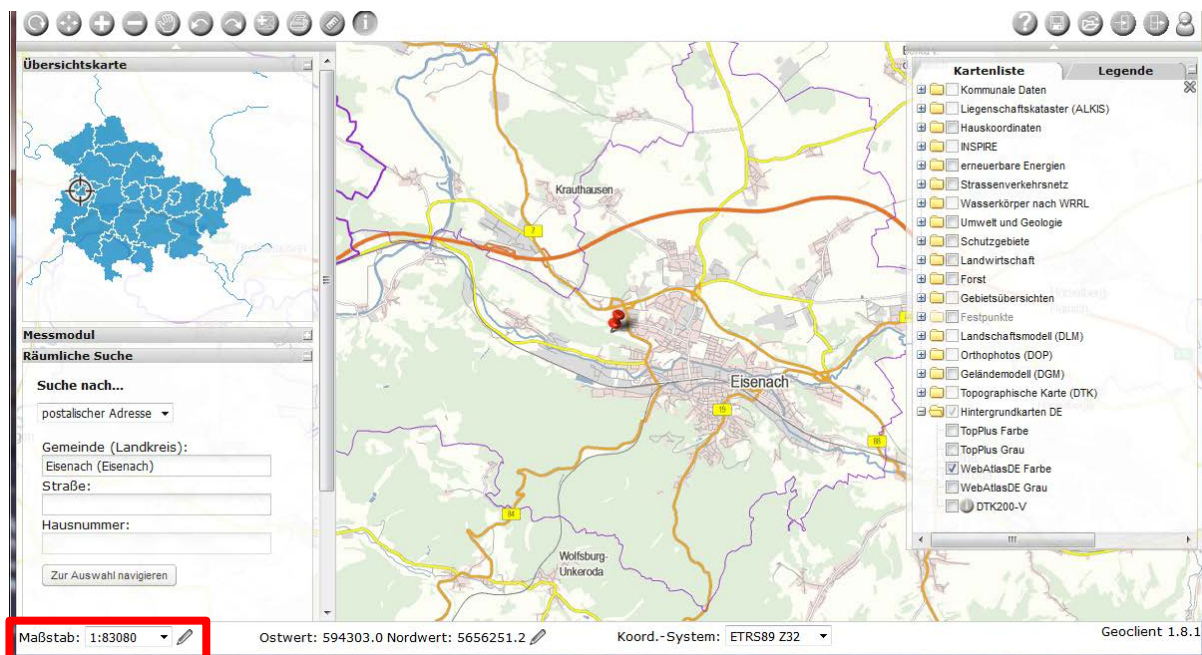 Übersichtskarte
Messmodul
Räumliche Suche
Suche nach...
postalischer Adresse
Gemeinde (Landkreis):
Eisenach (Eisenach)
Straße:
Hausnummer:
Zur Auswahl navigieren
Krauthausen
7
Eisenach
19
88
84
Wolfsburg-
Unkeroda
Kartenliste
Legende
Kommunale Daten
Liegenschaftskataster (ALKIS)
Hauskoordinaten
INSPIRE
erneuerbare Energien
Strassenverkehrsnetz
Wasserkörper nach WRRL
Umwelt und Geologie
Schutzgebiete
Landwirtschaft
Forst
Gebietsübersichten
Festpunkte
Landschaftsmodell (DLM)
Orthophotos (DOP)
Geländemodell (DGM)
Topographische Karte (DTK)
Hintergrundkarten DE
TopPlus Farbe
TopPlus Grau
WebAtlasDE Farbe
WebAtlasDE Grau
DTK200-V
Maßstab: 1:83080
Ostwert: 594303.0 Nordwert: 5656251.2
Koord.-System: ETRS89 Z32
Geoclient 1.8.1